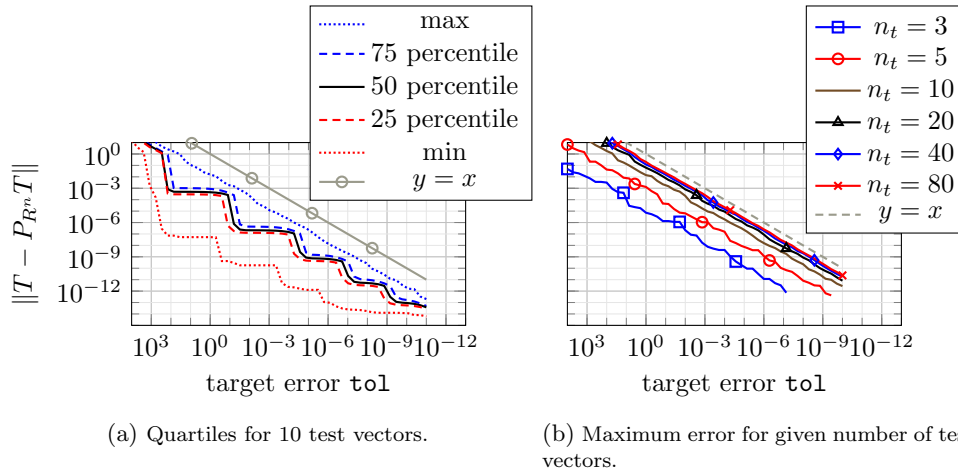 max
75 percentile
50 percentile
25 percentile
min
y = x
10^0
10^−3
10^−6
10^−9
10^−12
‖T − P_{R^n} T‖
10^3 10^0 10^−3 10^−6 10^−9 10^−12
target error tol
(a) Quartiles for 10 test vectors.
n_t = 3
n_t = 5
n_t = 10
n_t = 20
n_t = 40
n_t = 80
y = x
10^3 10^0 10^−3 10^−6 10^−9 10^−12
target error tol
(b) Maximum error for given number of tes
vectors.